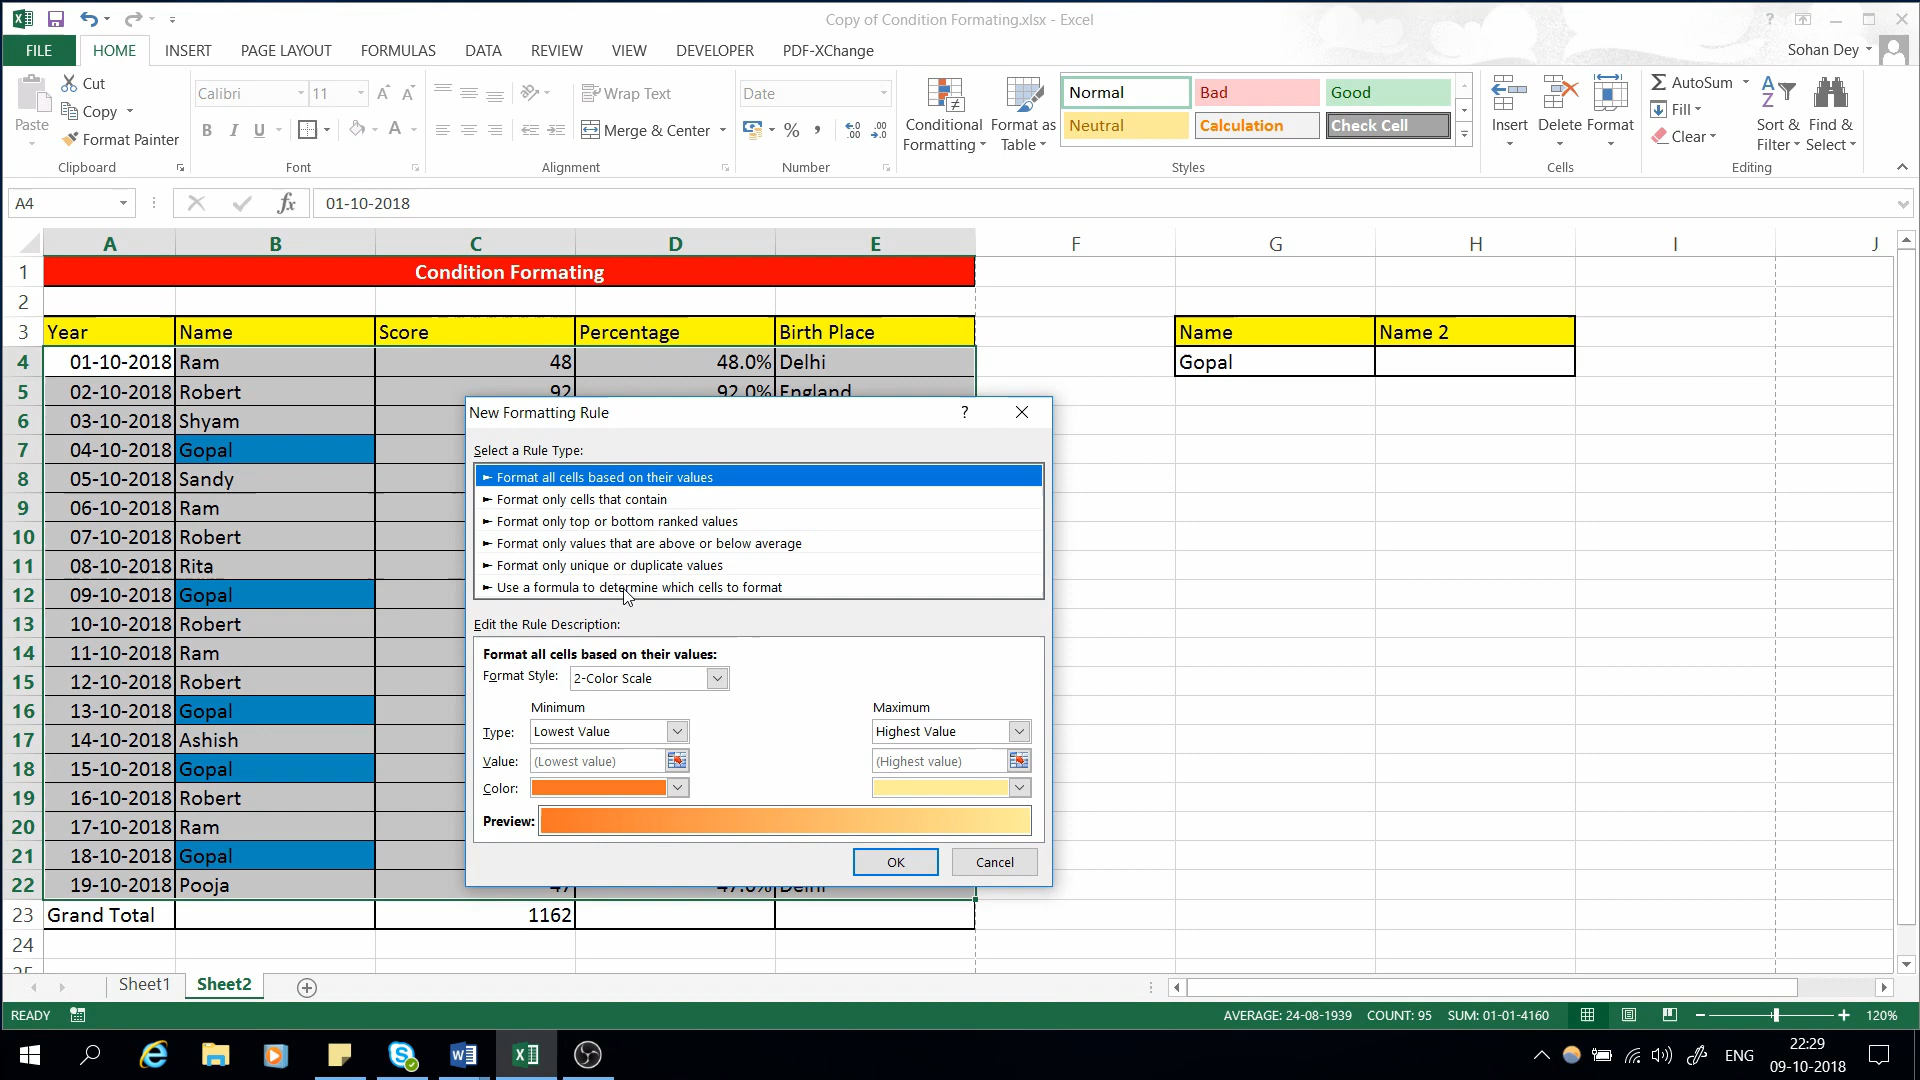 Copy of Condition Formating.xlsx - Excel
FILE HOME INSERT PAGE LAYOUT FORMULAS DATA REVIEW VIEW DEVELOPER PDF-XChange Sohan Dey
Cut
Copy
Format Painter
Paste
Clipboard
Calibri 11
B I U
Font
Wrap Text
Merge & Center
Alignment
Date
%
Number
Conditional Formatting
Format as Table
Normal Bad Good
Neutral Calculation Check Cell
Styles
Insert Delete Format
Cells
AutoSum
Fill
Clear
Sort & Filter
Find & Select
Editing
A4 fx 01-10-2018
A B C D E F G H I J
1 Condition Formating
2
3 Year Name Score Percentage Birth Place Name Name 2
4 01-10-2018 Ram 48 48.0% Delhi Gopal
5 02-10-2018 Robert 92 92.0% England
6 03-10-2018 Shyam
7 04-10-2018 Gopal
8 05-10-2018 Sandy
9 06-10-2018 Ram
10 07-10-2018 Robert
11 08-10-2018 Rita
12 09-10-2018 Gopal
13 10-10-2018 Robert
14 11-10-2018 Ram
15 12-10-2018 Robert
16 13-10-2018 Gopal
17 14-10-2018 Ashish
18 15-10-2018 Gopal
19 16-10-2018 Robert
20 17-10-2018 Ram
21 18-10-2018 Gopal
22 19-10-2018 Pooja 47 47.0% Delhi
23 Grand Total 1162
24
25
New Formatting Rule ?
Select a Rule Type:
► Format all cells based on their values
► Format only cells that contain
► Format only top or bottom ranked values
► Format only values that are above or below average
► Format only unique or duplicate values
► Use a formula to determine which cells to format
Edit the Rule Description:
Format all cells based on their values:
Format Style: 2-Color Scale
Minimum Maximum
Type: Lowest Value Highest Value
Value: (Lowest value) (Highest value)
Color:
Preview:
OK Cancel
Sheet1 Sheet2
READY AVERAGE: 24-08-1939 COUNT: 95 SUM: 01-01-4160 120%
ENG 22:29
09-10-2018